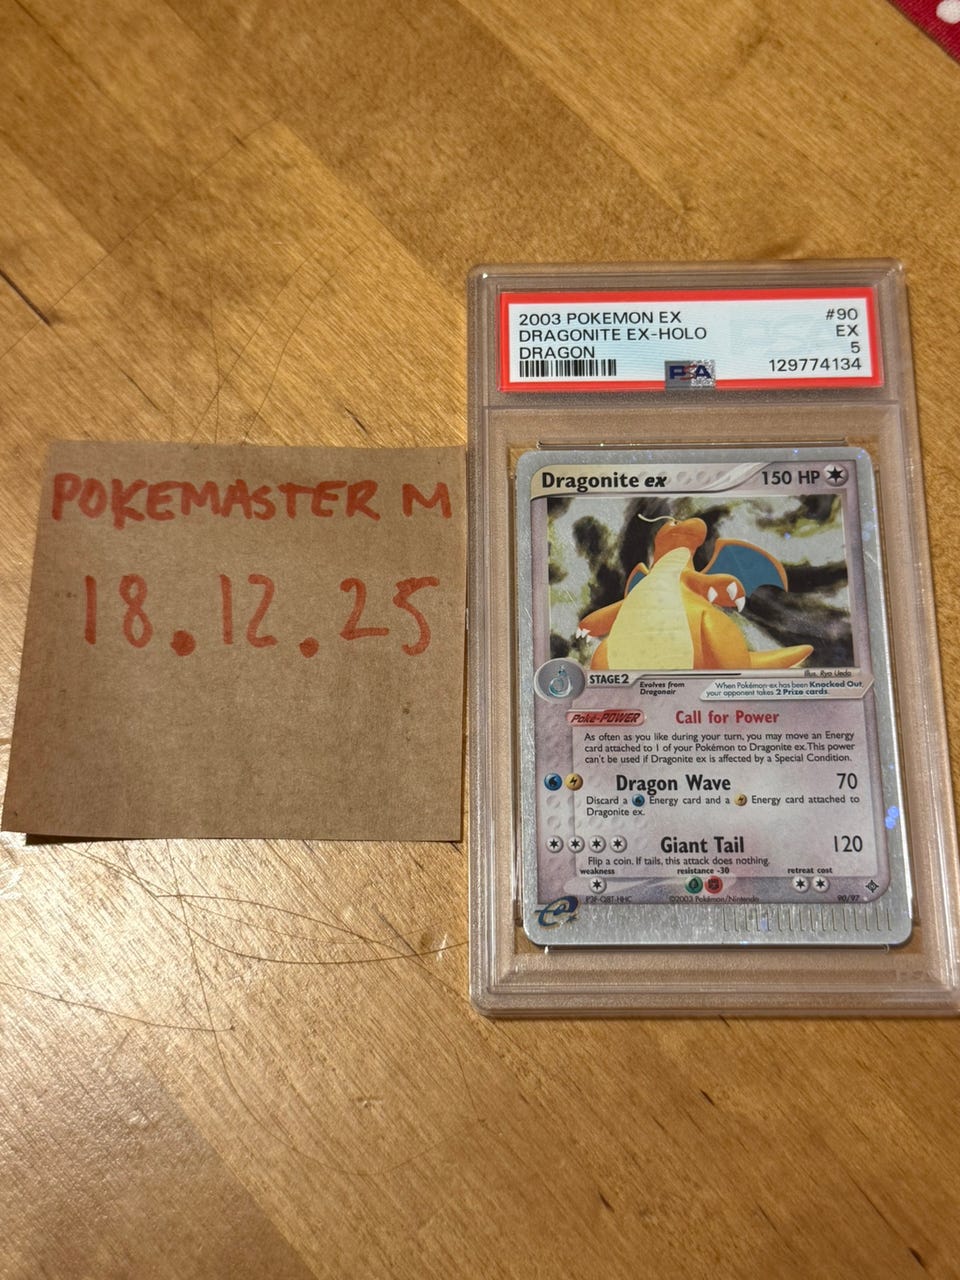 POKEMASTER M
18.12.25
2003 POKEMON EX #90
DRAGONITE EX-HOLO EX
DRAGON 5
129774134
PSA
Dragonite ex 150 HP
Illus. Ryo Ueda
STAGE 2 Evolves from Dragonair
When Pokémon-ex has been Knocked Out,
your opponent takes 2 Prize cards.
Poké-POWER Call for Power
As often as you like during your turn, you may move an Energy
card attached to 1 of your Pokémon to Dragonite ex. This power
can't be used if Dragonite ex is affected by a Special Condition.
Dragon Wave 70
Discard a Energy card and a Energy card attached to
Dragonite ex.
Giant Tail 120
Flip a coin. If tails, this attack does nothing.
weakness resistance -30 retreat cost
©2003 Pokémon/Nintendo 90/97